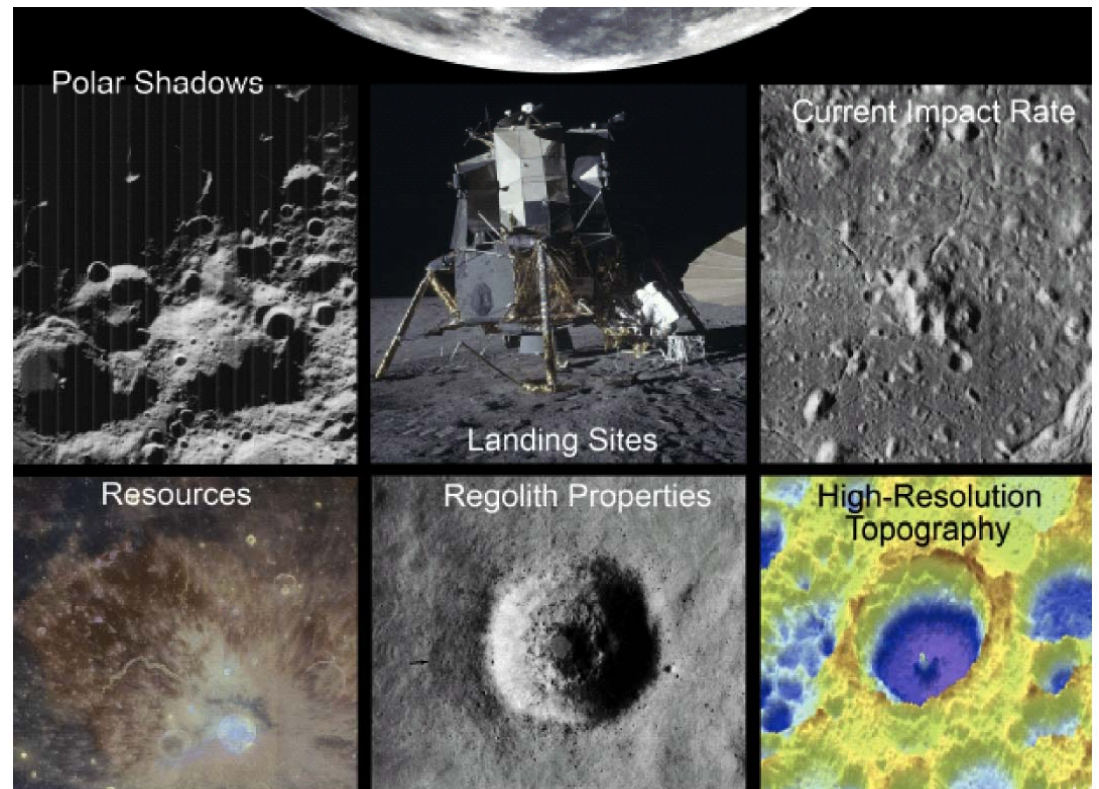 Polar Shadows
Current Impact Rate
Landing Sites
Resources
Regolith Properties
High-Resolution
Topography